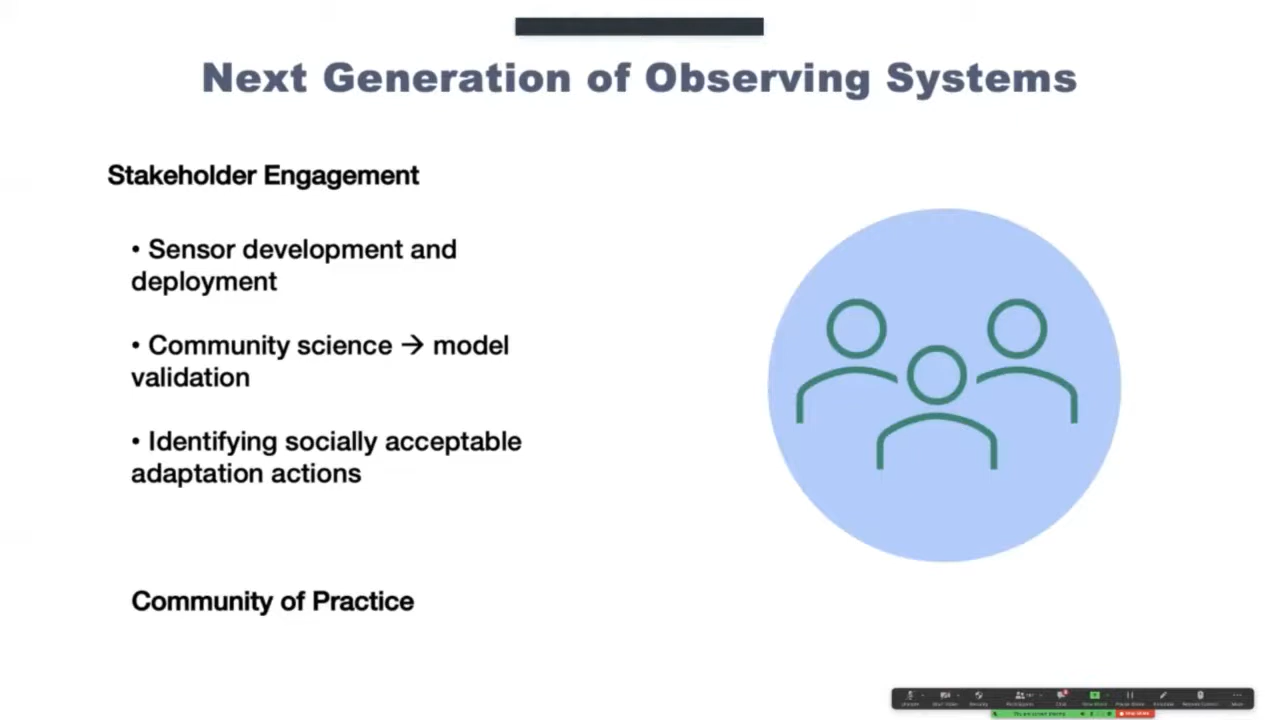 Next Generation of Observing Systems
Stakeholder Engagement
• Sensor development and
deployment
• Community science → model
validation
• Identifying socially acceptable
adaptation actions
Community of Practice